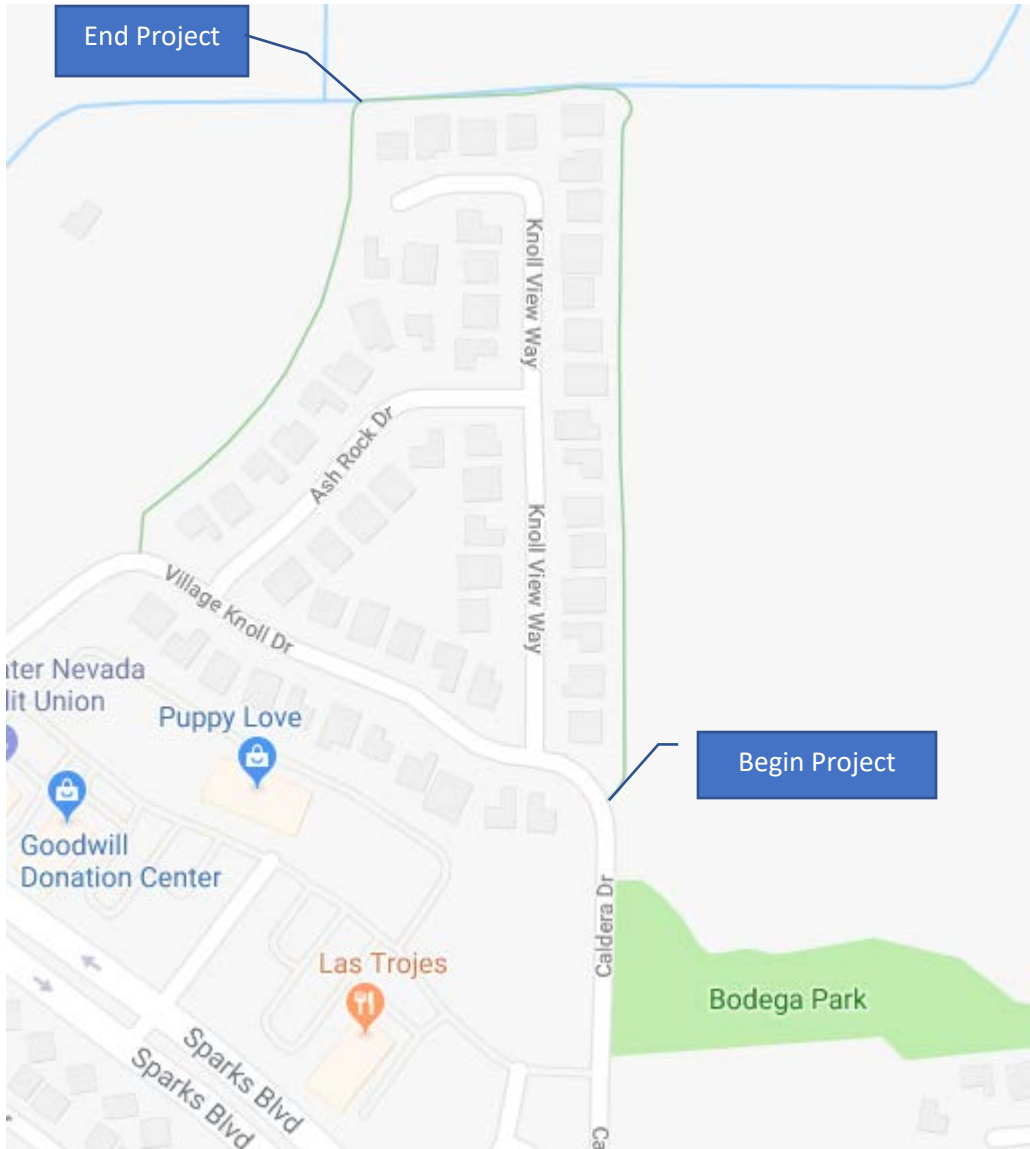 End Project
Knoll View Way
Ash Rock Dr
Knoll View Way
Village Knoll Dr
ater Nevada
lit Union
Puppy Love
Begin Project
Goodwill
Donation Center
Caldera Dr
Las Trojes
Bodega Park
Sparks Blvd
Sparks Blvd
Ca